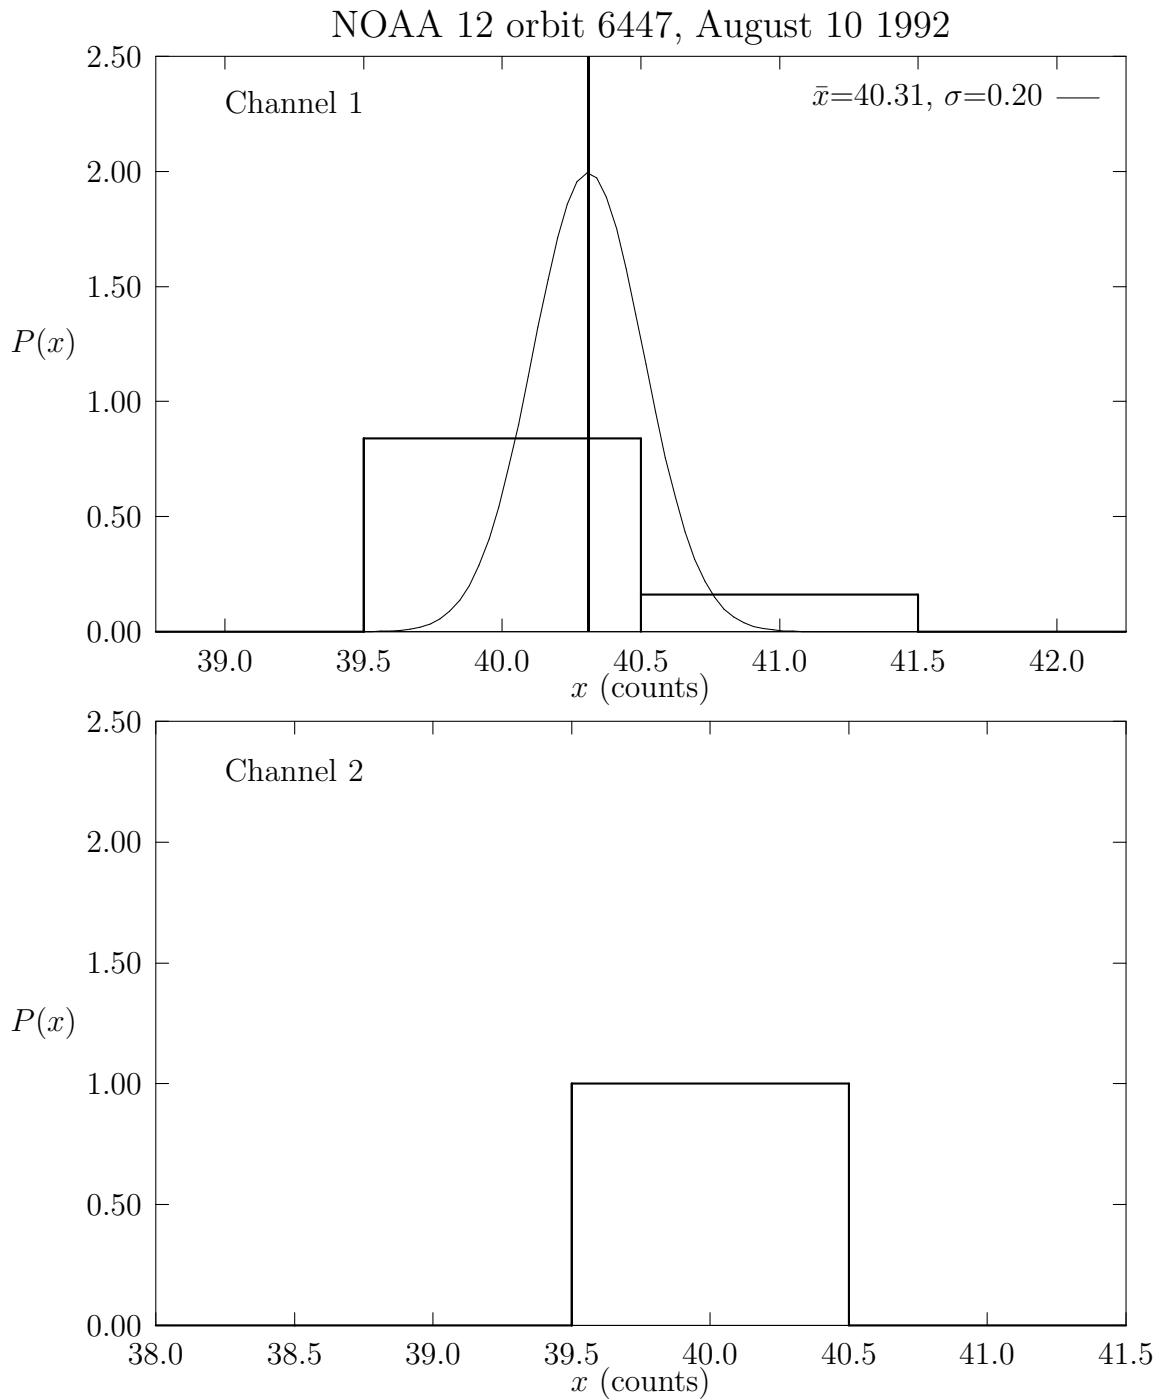 NOAA 12 orbit 6447, August 10 1992
2.50
Channel 1
x̄=40.31, σ=0.20
2.00
1.50
P(x)
1.00
0.50
0.00
39.0 39.5 40.0 40.5 41.0 41.5 42.0
x (counts)
2.50
Channel 2
2.00
1.50
P(x)
1.00
0.50
0.00
38.0 38.5 39.0 39.5 40.0 40.5 41.0 41.5
x (counts)